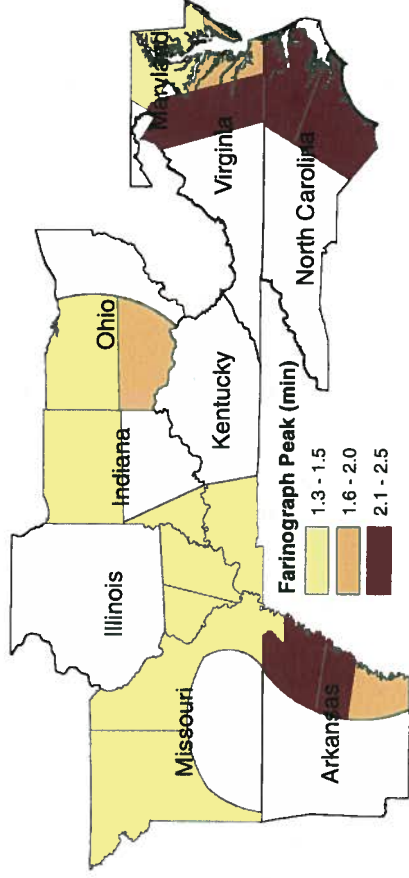 Maryland
Virginia
North Carolina
Ohio
Indiana
Kentucky
Illinois
Missouri
Arkansas
Farinograph Peak (min)
1.3 - 1.5
1.6 - 2.0
2.1 - 2.5